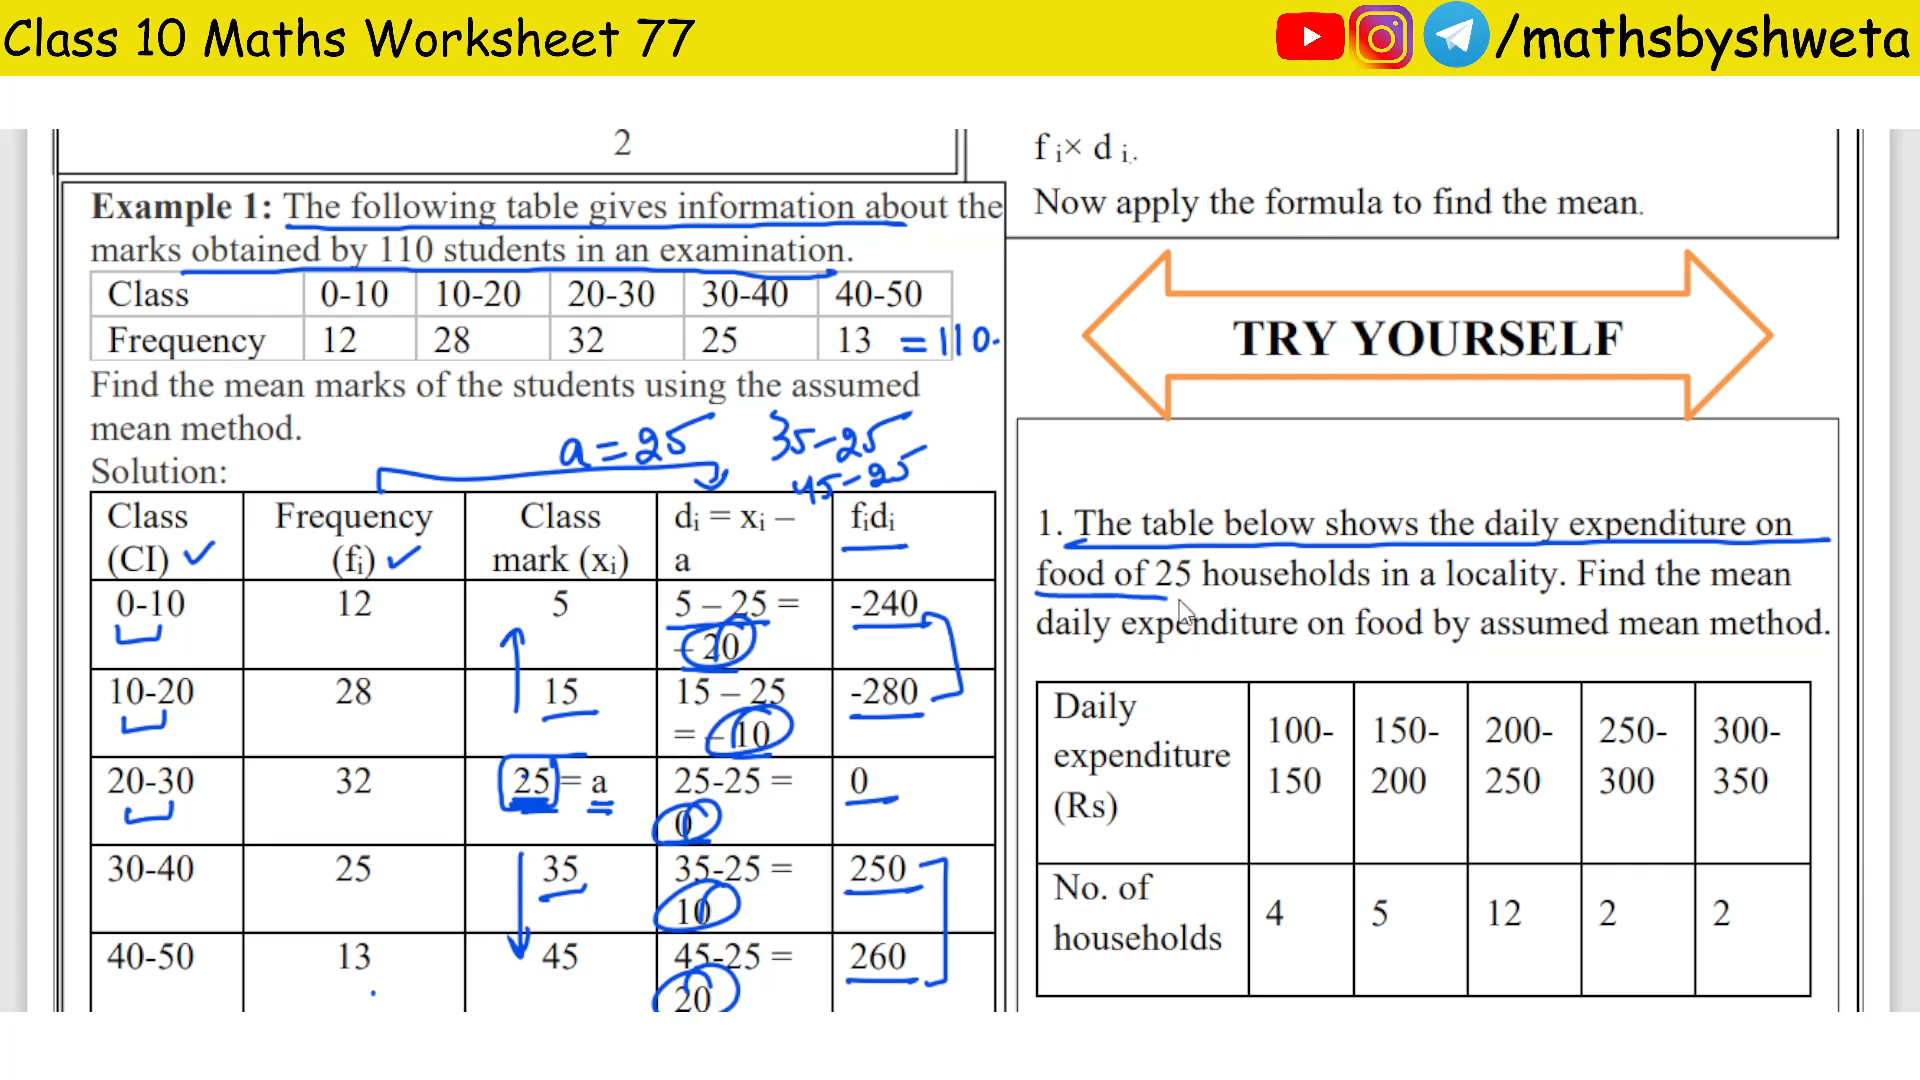 Class 10 Maths Worksheet 77
/mathsbyshweta
2
Example 1: The following table gives information about the
marks obtained by 110 students in an examination.
Class 0-10 10-20 20-30 30-40 40-50
Frequency 12 28 32 25 13 = 110.
Find the mean marks of the students using the assumed
mean method.
a = 25 35-25
Solution:
45-25
Class Frequency Class di = xi – fidi
(CI) ✓ (fi) ✓ mark (xi) a
0-10 12 5 5 – 25 = -240
– 20
10-20 28 15 15 – 25 -280
= – 10
20-30 32 25 = a 25-25 = 0
0
30-40 25 35 35-25 = 250
10
40-50 13 45 45-25 = 260
20
f i× d i.
Now apply the formula to find the mean.
TRY YOURSELF
1. The table below shows the daily expenditure on
food of 25 households in a locality. Find the mean
daily expenditure on food by assumed mean method.
Daily
expenditure
(Rs)
100-
150
150-
200
200-
250
250-
300
300-
350
No. of
households
4 5 12 2 2